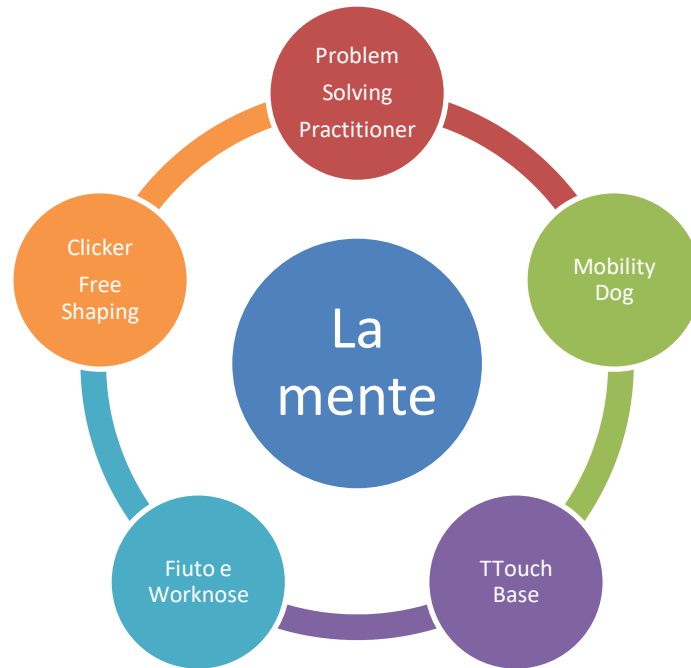 Problem
Solving
Practitioner
Mobility
Dog
TTouch
Base
Fiuto e
Worknose
Clicker
Free
Shaping
La
mente